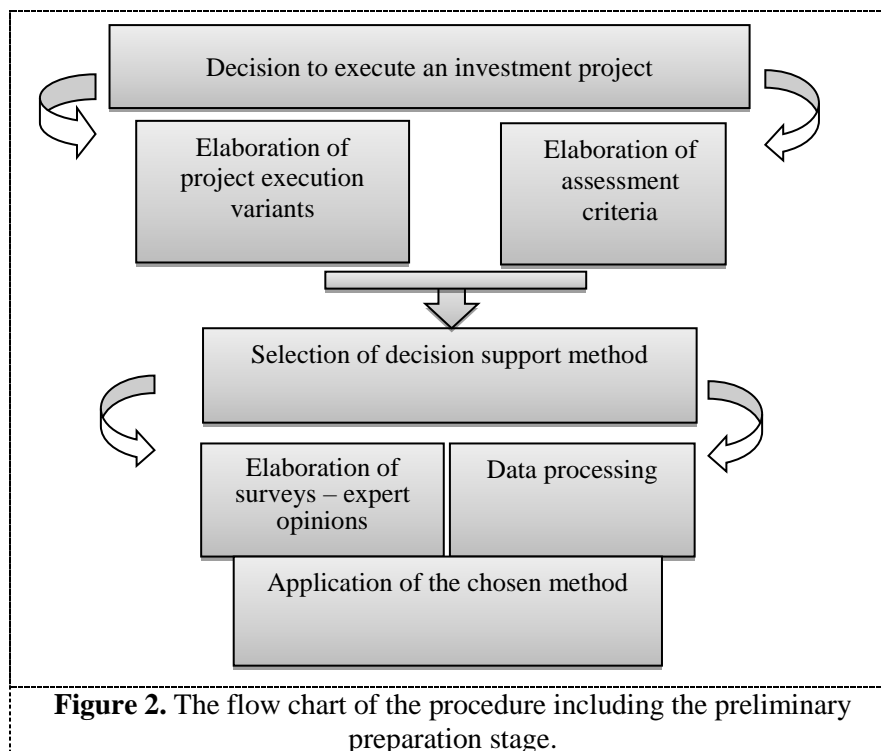 Decision to execute an investment project
Elaboration of
project execution
variants
Elaboration of
assessment
criteria
Selection of decision support method
Elaboration of
surveys – expert
opinions
Data processing
Application of the chosen method
Figure 2. The flow chart of the procedure including the preliminary
preparation stage.